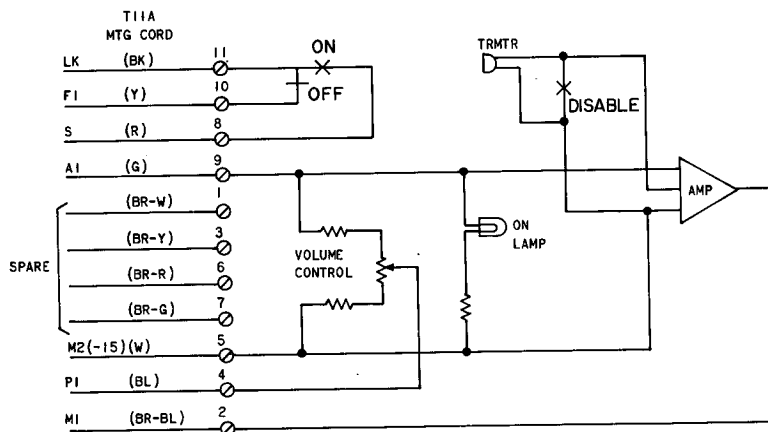 T11A
MTG CORD
LK (BK) 11
ON
F1 (Y) 10
OFF
S (R) 8
A1 (G) 9
(BR-W) 1
(BR-Y) 3
SPARE
(BR-R) 6
(BR-G) 7
M2(-15)(W) 5
P1 (BL) 4
M1 (BR-BL) 2
VOLUME
CONTROL
ON
LAMP
TRMTR
DISABLE
AMP